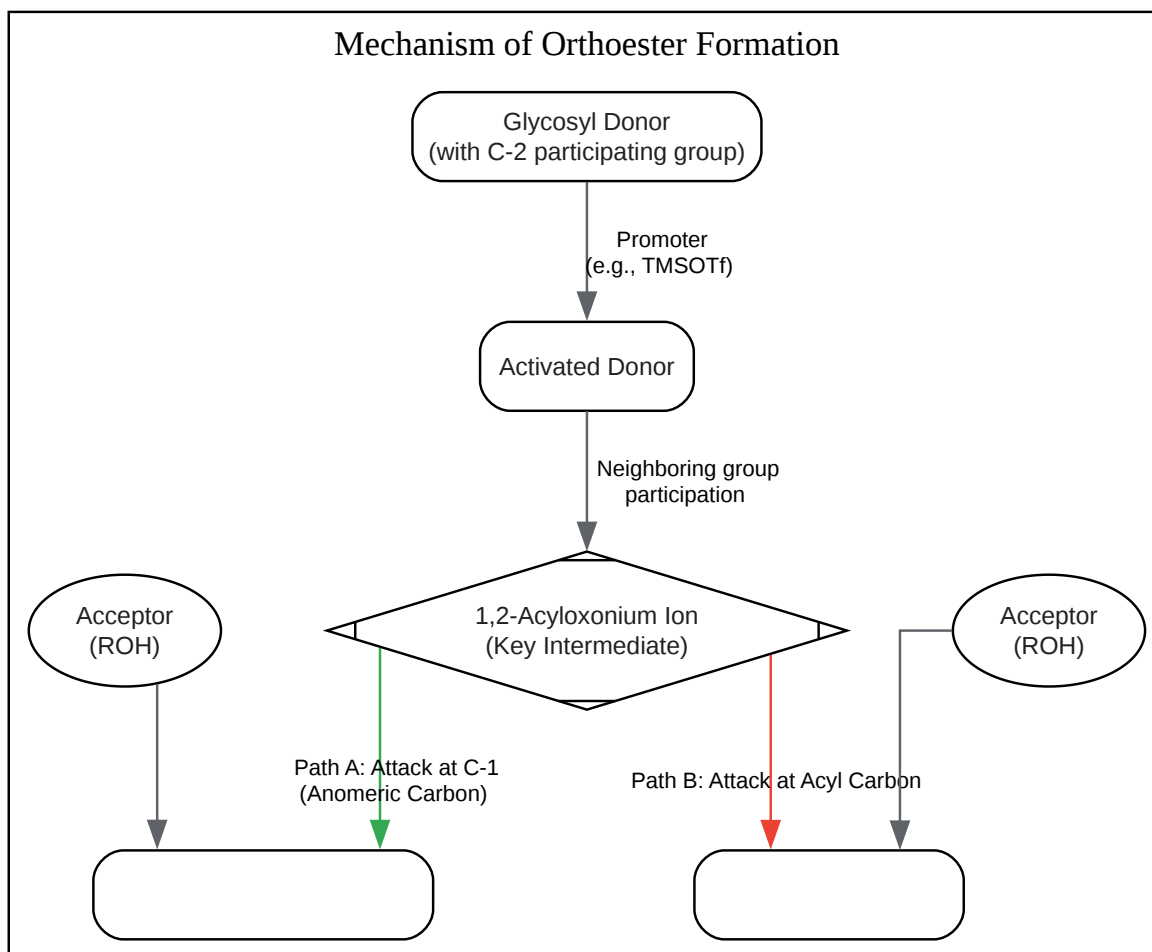 Mechanism of Orthoester Formation
Glycosyl Donor
(with C-2 participating group)
Promoter
(e.g., TMSOTf)
Activated Donor
Neighboring group
participation
Acceptor
(ROH)
1,2-Acyloxonium Ion
(Key Intermediate)
Acceptor
(ROH)
Path A: Attack at C-1
(Anomeric Carbon)
Path B: Attack at Acyl Carbon